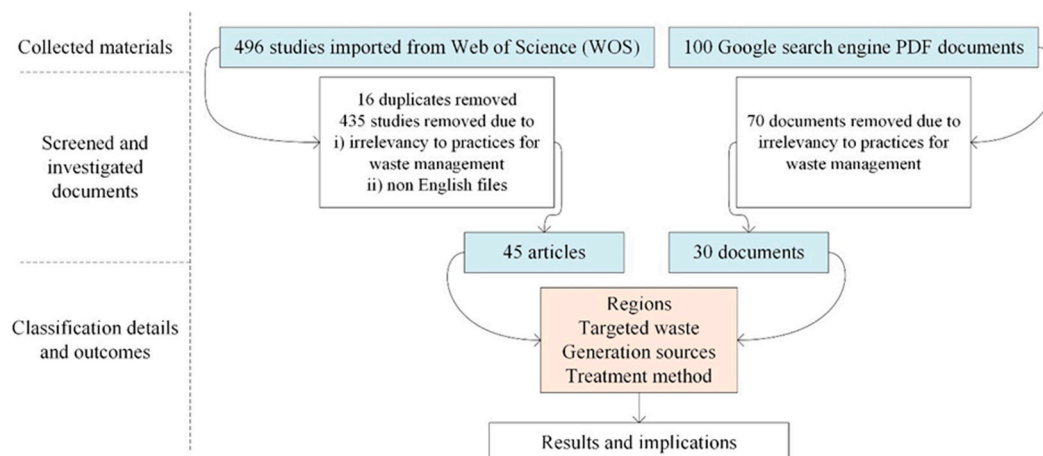 Collected materials
496 studies imported from Web of Science (WOS)
100 Google search engine PDF documents
Screened and
investigated
documents
16 duplicates removed
435 studies removed due to
i) irrelevancy to practices for
waste management
ii) non English files
70 documents removed due to
irrelevancy to practices for
waste management
45 articles
30 documents
Classification details
and outcomes
Regions
Targeted waste
Generation sources
Treatment method
Results and implications